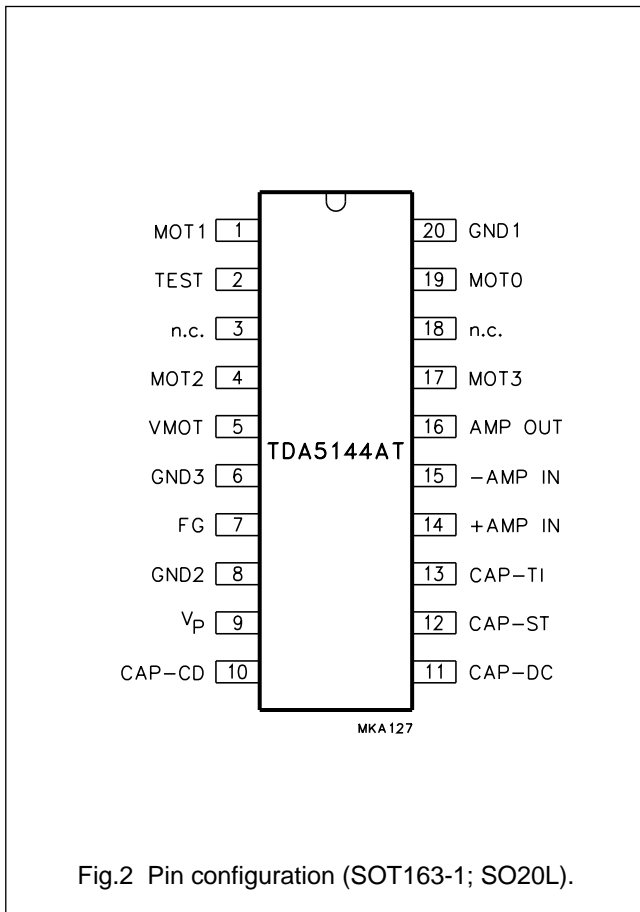 MOT1 1 20 GND1
TEST 2 19 MOT0
n.c. 3 18 n.c.
MOT2 4 17 MOT3
VMOT 5 16 AMP OUT
TDA5144AT
GND3 6 15 -AMP IN
FG 7 14 +AMP IN
GND2 8 13 CAP-TI
VP 9 12 CAP-ST
CAP-CD 10 11 CAP-DC
MKA127
Fig.2 Pin configuration (SOT163-1; SO20L).